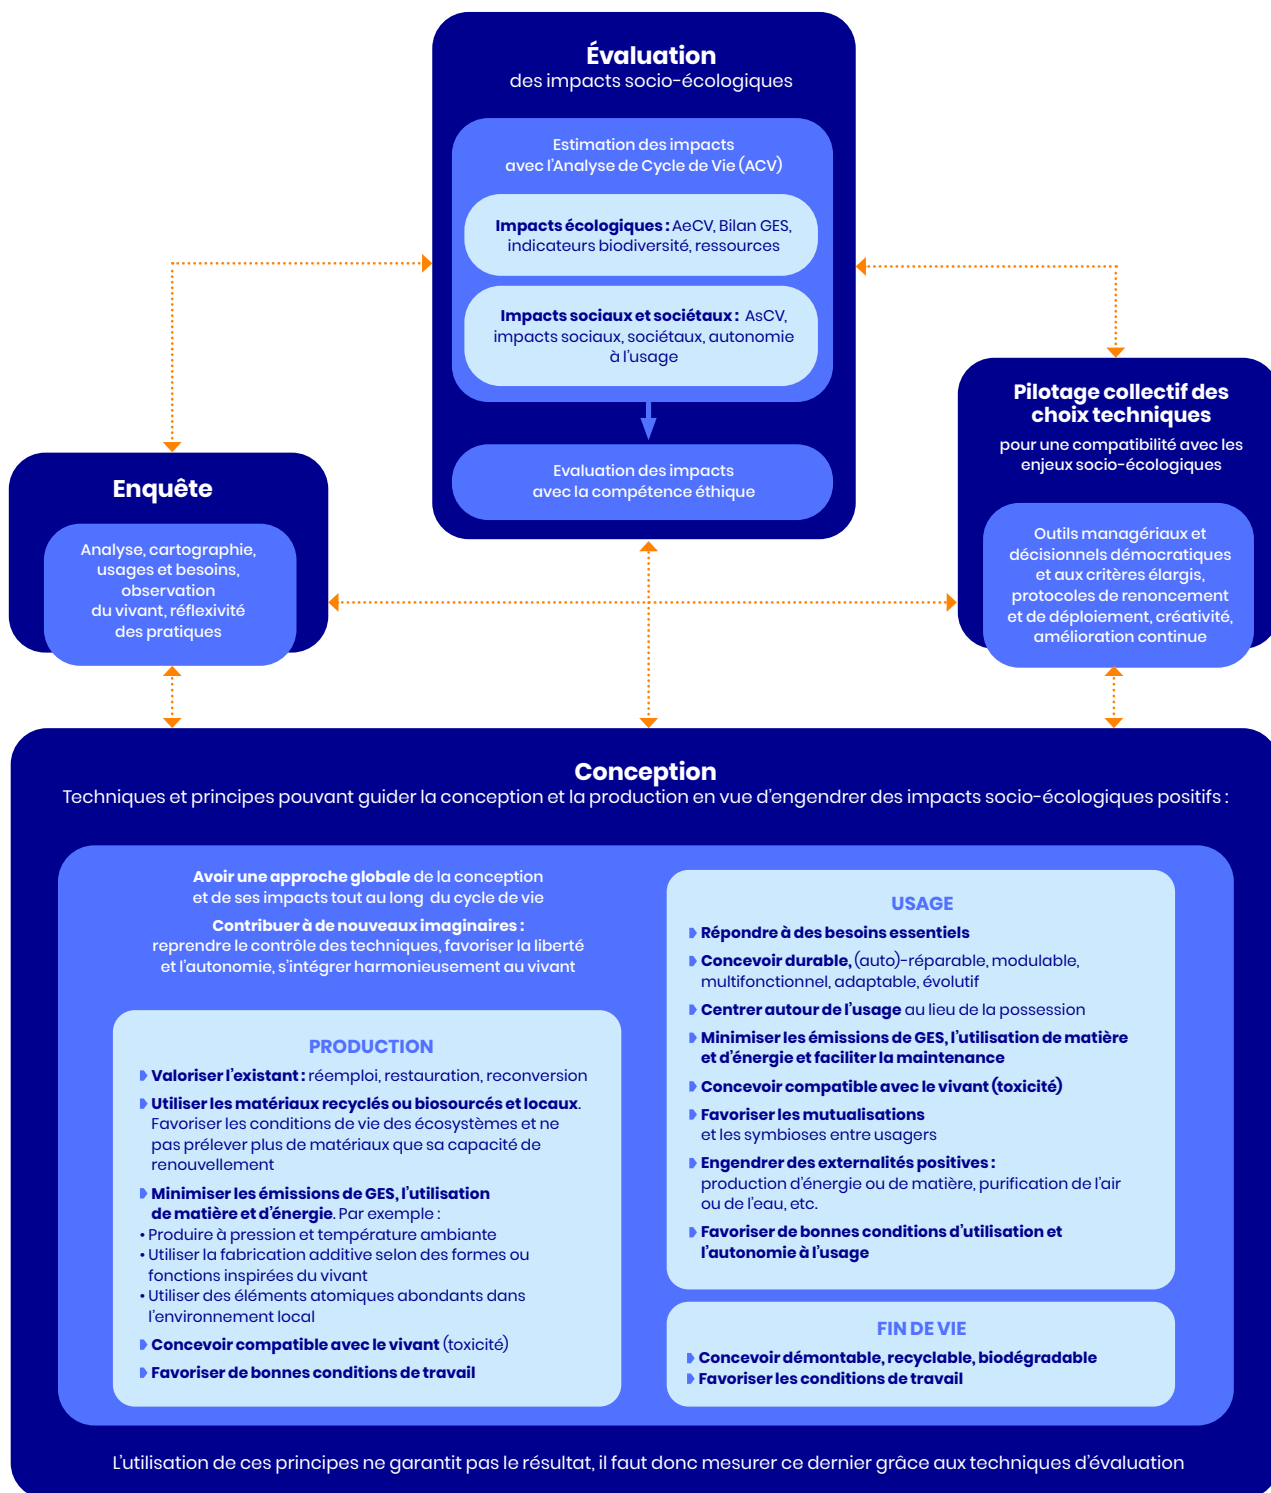 Évaluation
des impacts socio-écologiques
Estimation des impacts
avec l'Analyse de Cycle de Vie (ACV)
Impacts écologiques : AeCV, Bilan GES,
indicateurs biodiversité, ressources
Impacts sociaux et sociétaux : AsCV,
impacts sociaux, sociétaux, autonomie
à l'usage
Evaluation des impacts
avec la compétence éthique
Enquête
Analyse, cartographie,
usages et besoins,
observation
du vivant, réflexivité
des pratiques
Pilotage collectif des
choix techniques
pour une compatibilité avec les
enjeux socio-écologiques
Outils managériaux et
décisionnels démocratiques
et aux critères élargis,
protocoles de renoncement
et de déploiement, créativité,
amélioration continue
Conception
Techniques et principes pouvant guider la conception et la production en vue d'engendrer des impacts socio-écologiques positifs :
Avoir une approche globale de la conception
et de ses impacts tout au long du cycle de vie
Contribuer à de nouveaux imaginaires :
reprendre le contrôle des techniques, favoriser la liberté
et l'autonomie, s'intégrer harmonieusement au vivant
PRODUCTION
Valoriser l'existant : réemploi, restauration, reconversion
Utiliser les matériaux recyclés ou biosourcés et locaux.
Favoriser les conditions de vie des écosystèmes et ne
pas prélever plus de matériaux que sa capacité de
renouvellement
Minimiser les émissions de GES, l'utilisation
de matière et d'énergie. Par exemple :
• Produire à pression et température ambiante
• Utiliser la fabrication additive selon des formes ou
fonctions inspirées du vivant
• Utiliser des éléments atomiques abondants dans
l'environnement local
Concevoir compatible avec le vivant (toxicité)
Favoriser de bonnes conditions de travail
USAGE
Répondre à des besoins essentiels
Concevoir durable, (auto)-réparable, modulable,
multifonctionnel, adaptable, évolutif
Centrer autour de l'usage au lieu de la possession
Minimiser les émissions de GES, l'utilisation de matière
et d'énergie et faciliter la maintenance
Concevoir compatible avec le vivant (toxicité)
Favoriser les mutualisations
et les symbioses entre usagers
Engendrer des externalités positives :
production d'énergie ou de matière, purification de l'air
ou de l'eau, etc.
Favoriser de bonnes conditions d'utilisation et
l'autonomie à l'usage
FIN DE VIE
Concevoir démontable, recyclable, biodégradable
Favoriser les conditions de travail
L'utilisation de ces principes ne garantit pas le résultat, il faut donc mesurer ce dernier grâce aux techniques d'évaluation